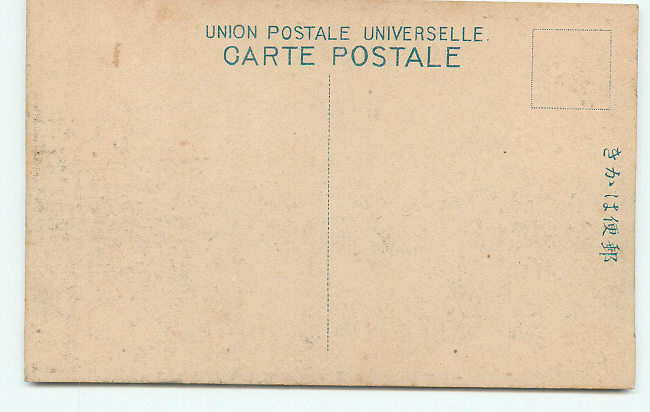 UNION POSTALE UNIVERSELLE.
CARTE POSTALE
きかは便郵